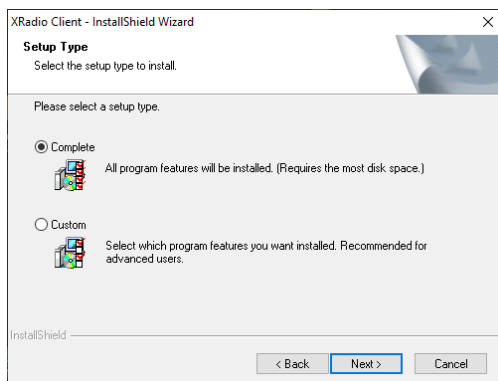 XRadio Client - InstallShield Wizard
Setup Type
Select the setup type to install.
Please select a setup type.
Complete
All program features will be installed. (Requires the most disk space.)
Custom
Select which program features you want installed. Recommended for
advanced users.
InstallShield
< Back Next > Cancel